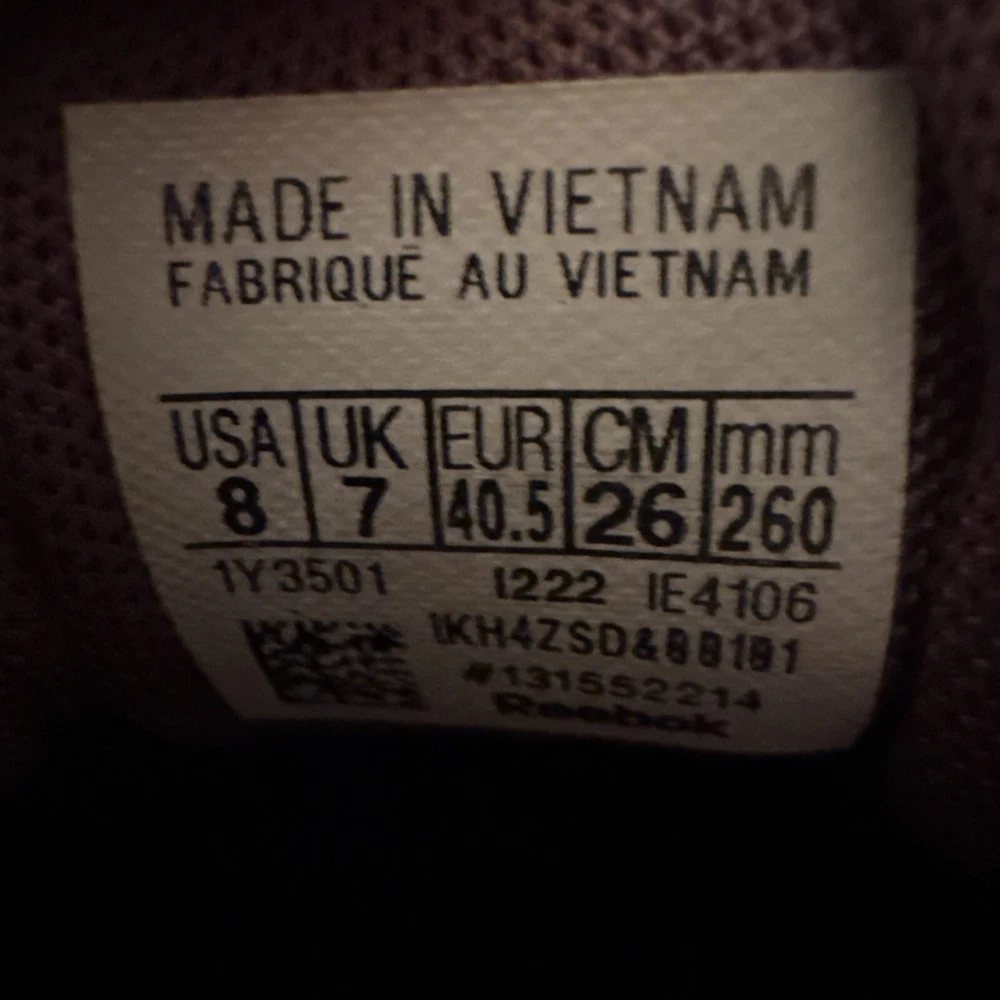 MADE IN VIETNAM
FABRIQUÉ AU VIETNAM
USA UK EUR CM mm
8 7 40.5 26 260
1Y3501 1222 IE4106
#131552214
Reebok